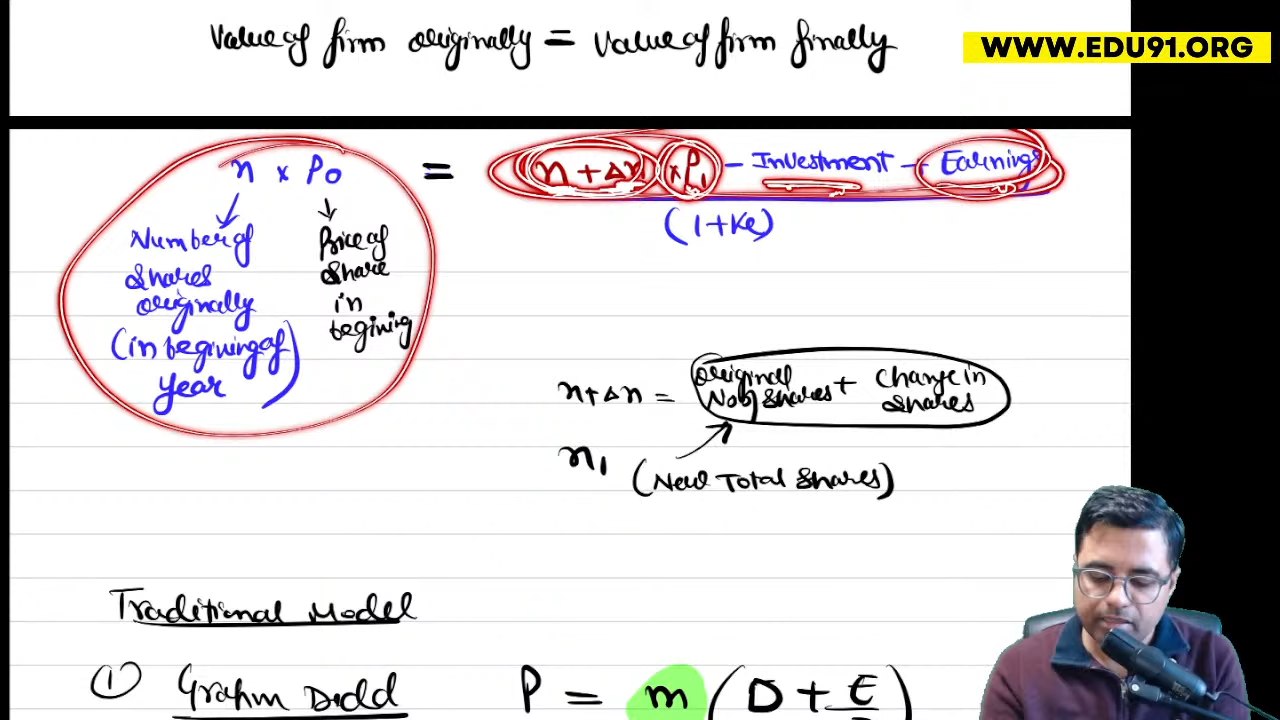 Value of firm originally = Value of firm finally
WWW.EDU91.ORG
n × P0 = (n + Δn) × P1 - Investment + Earnings
(1+Ke)
Number of shares originally (in begining of year)
Price of share in begining
n + Δn = Original No of shares + Change in shares
n1 (New Total Shares)
Traditional Model
① Graham Dodd P = m (D + E